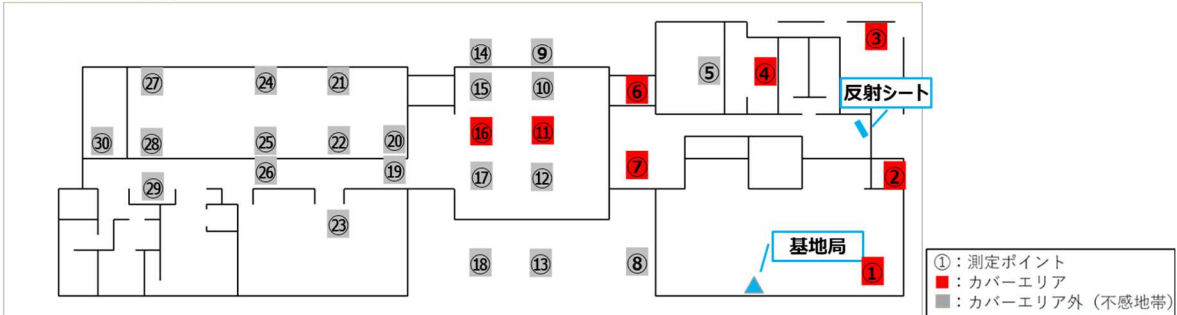 ③
⑭ ⑨
⑤ ④
㉗ ㉔ ㉑
⑮ ⑩ ⑥
反射シート
⑯ ⑪
㉚ ㉘ ㉕ ㉒ ⑳
㉖ ⑲ ⑰ ⑫ ⑦ ②
㉙
㉓
基地局
⑱ ⑬ ⑧ ①
①：測定ポイント
：カバーエリア
：カバーエリア外（不感地帯）